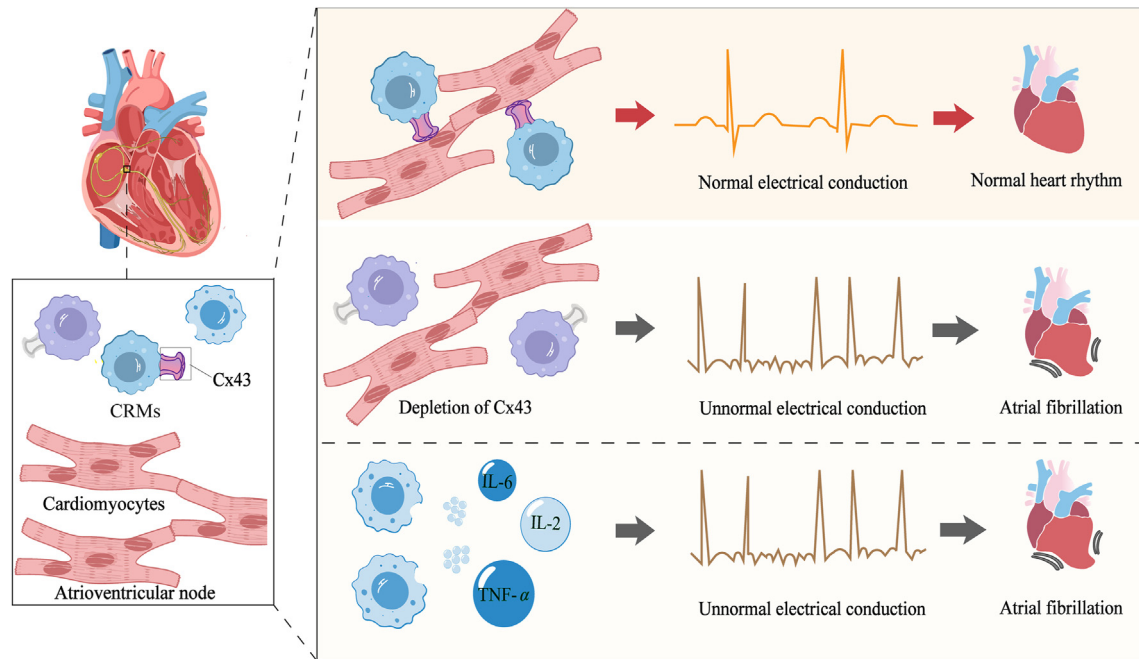 Normal electrical conduction
Normal heart rhythm
Cx43
CRMs
Cardiomyocytes
Atrioventricular node
Depletion of Cx43
Unnormal electrical conduction
Atrial fibrillation
IL-6
IL-2
TNF-α
Unnormal electrical conduction
Atrial fibrillation